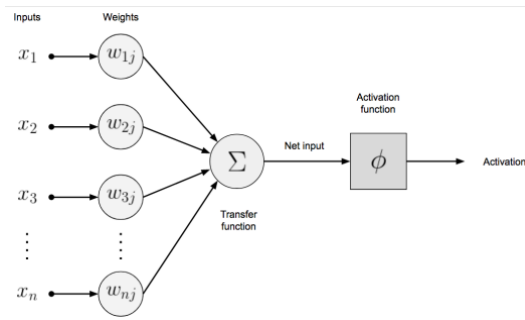 Inputs Weights
x1 w1j
Activation
function
x2 w2j
Net input
Σ ϕ Activation
x3 w3j
Transfer
function
xn wnj